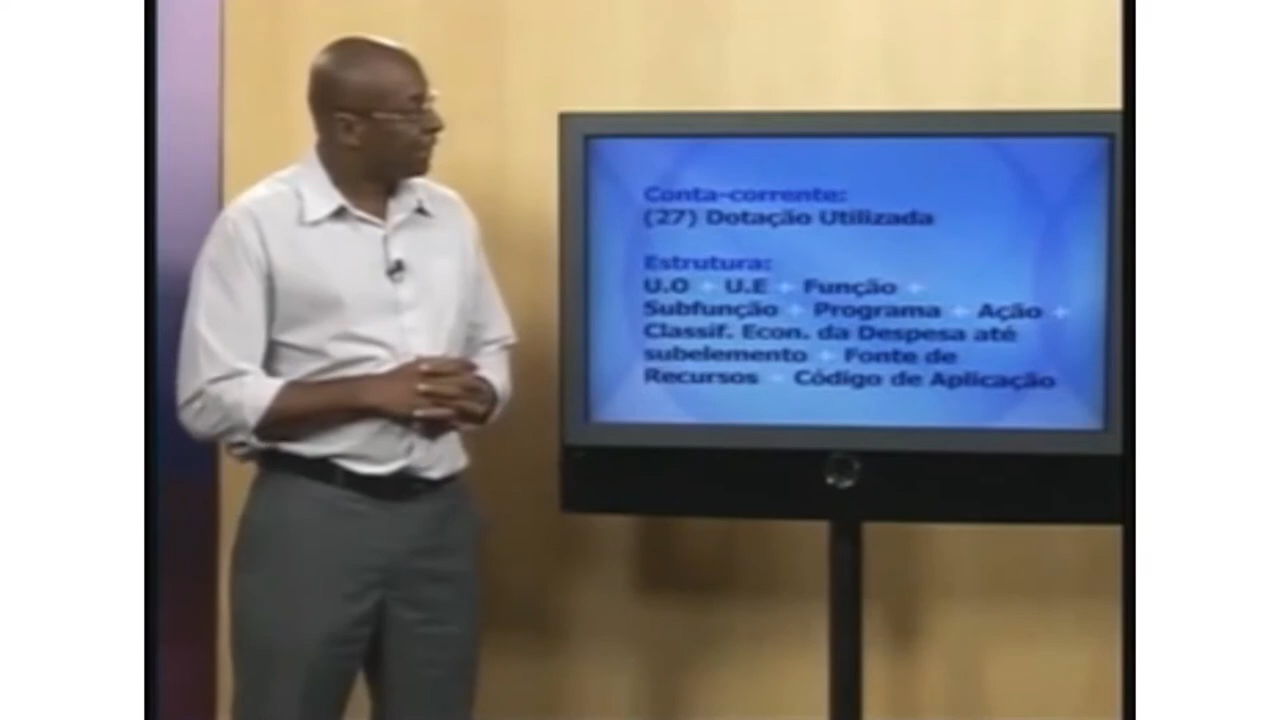 Conta-corrente:
(27) Dotação Utilizada
Estrutura:
U.O + U.E + Função +
Subfunção + Programa + Ação +
Classif. Econ. da Despesa até
subelemento + Fonte de
Recursos + Código de Aplicação